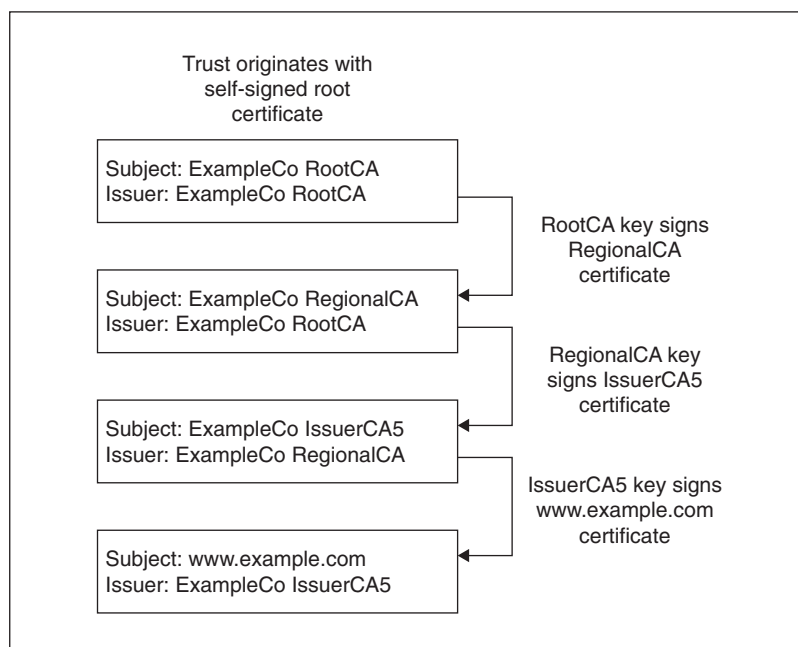 Trust originates with
self-signed root
certificate
Subject: ExampleCo RootCA
Issuer: ExampleCo RootCA
RootCA key signs
RegionalCA
certificate
Subject: ExampleCo RegionalCA
Issuer: ExampleCo RootCA
RegionalCA key
signs IssuerCA5
certificate
Subject: ExampleCo IssuerCA5
Issuer: ExampleCo RegionalCA
IssuerCA5 key signs
www.example.com
certificate
Subject: www.example.com
Issuer: ExampleCo IssuerCA5